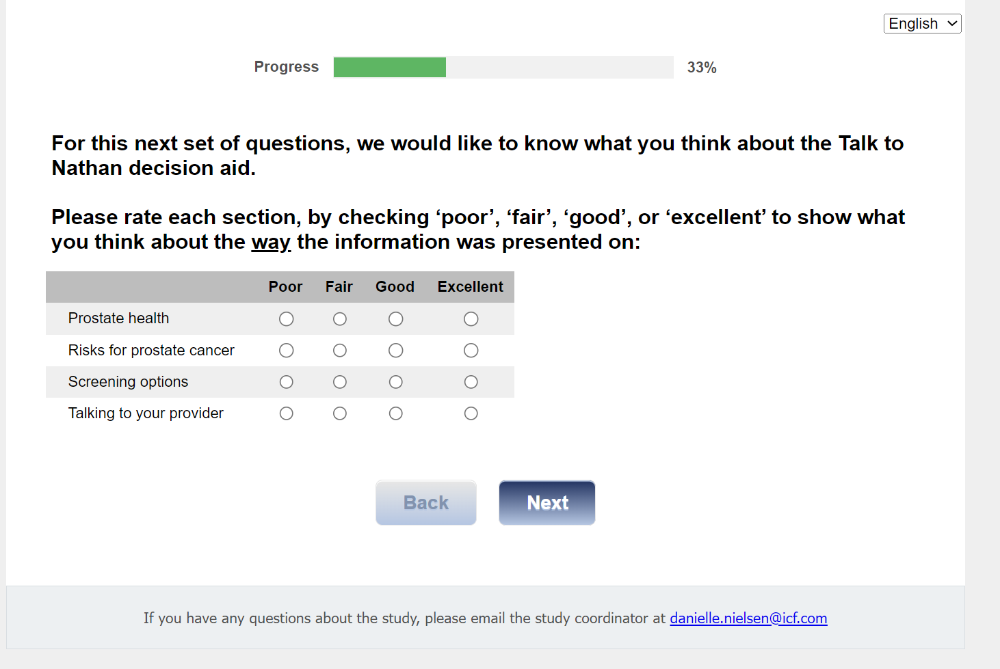 English
Progress 33%
For this next set of questions, we would like to know what you think about the Talk to
Nathan decision aid.
Please rate each section, by checking ‘poor’, ‘fair’, ‘good’, or ‘excellent’ to show what
you think about the way the information was presented on:
Poor Fair Good Excellent
Prostate health
Risks for prostate cancer
Screening options
Talking to your provider
Back Next
If you have any questions about the study, please email the study coordinator at danielle.nielsen@icf.com